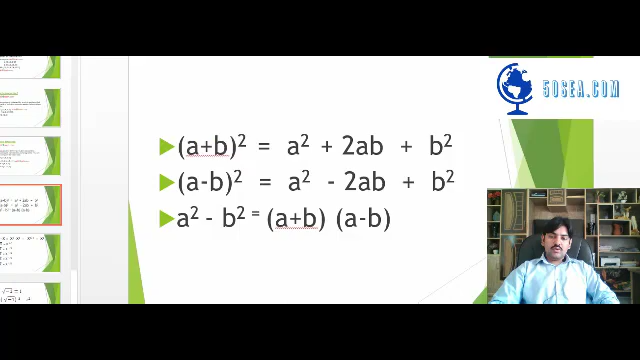 50SEA.COM
(a+b)² = a² + 2ab + b²
(a-b)² = a² - 2ab + b²
a² - b² = (a+b) (a-b)